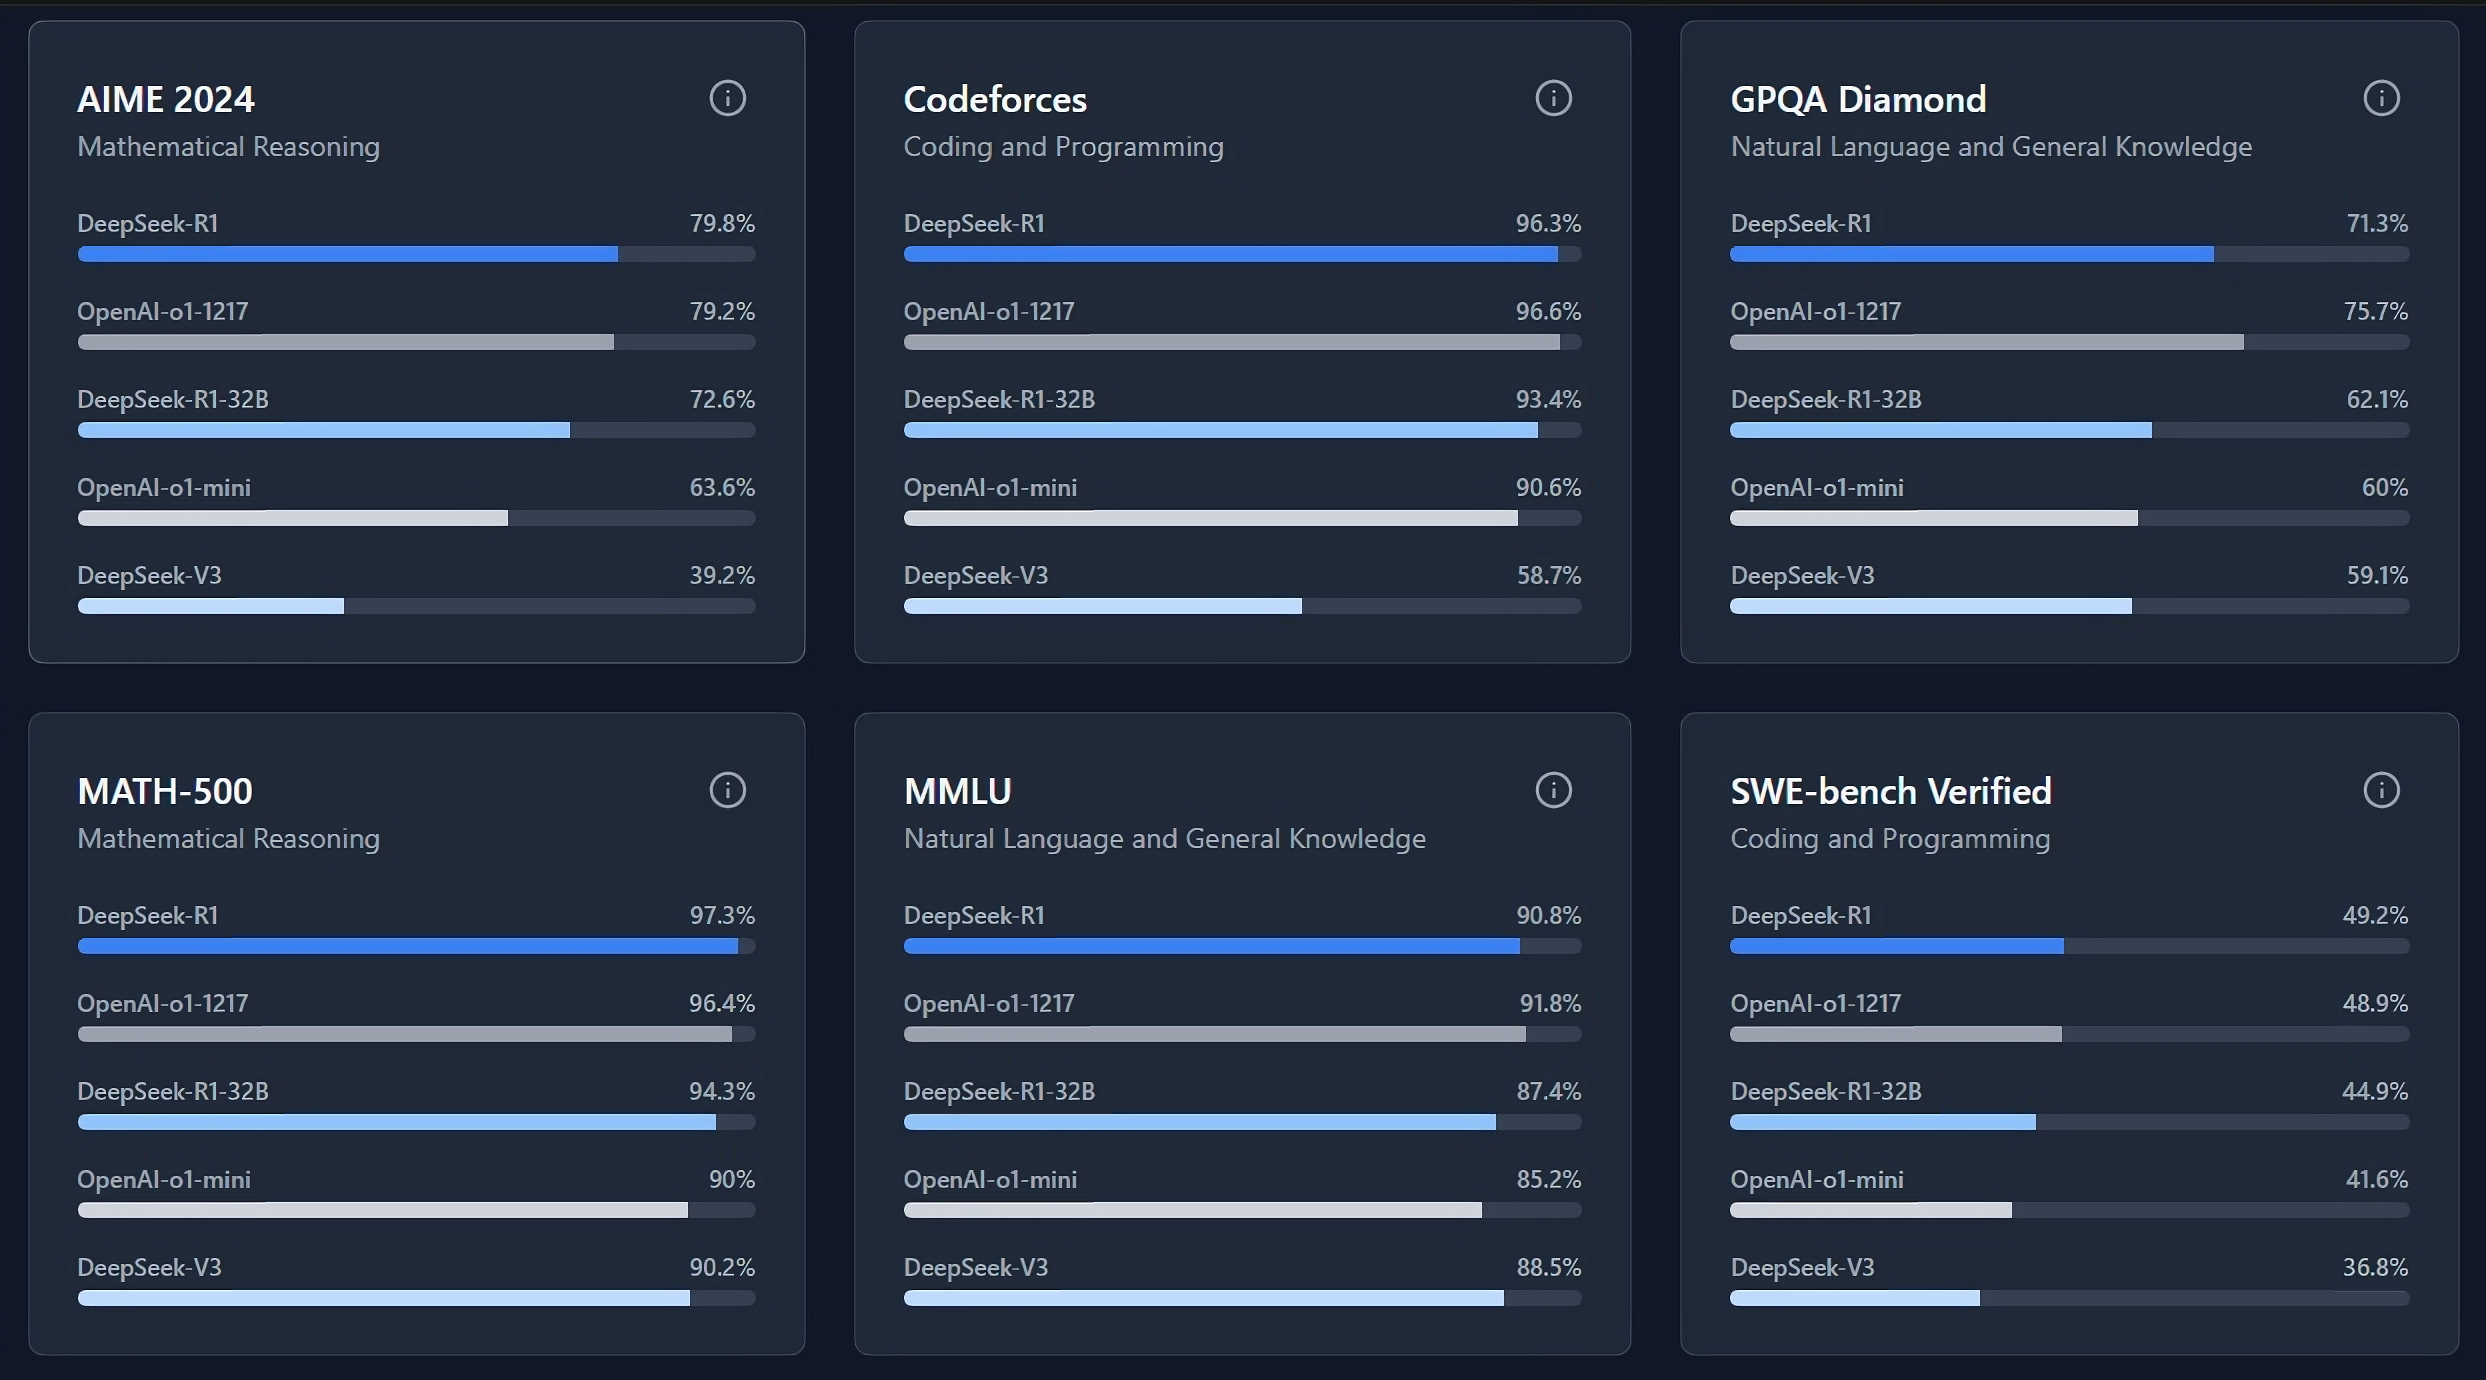 AIME 2024
Mathematical Reasoning
DeepSeek-R1 79.8%
OpenAI-o1-1217 79.2%
DeepSeek-R1-32B 72.6%
OpenAI-o1-mini 63.6%
DeepSeek-V3 39.2%
Codeforces
Coding and Programming
DeepSeek-R1 96.3%
OpenAI-o1-1217 96.6%
DeepSeek-R1-32B 93.4%
OpenAI-o1-mini 90.6%
DeepSeek-V3 58.7%
GPQA Diamond
Natural Language and General Knowledge
DeepSeek-R1 71.3%
OpenAI-o1-1217 75.7%
DeepSeek-R1-32B 62.1%
OpenAI-o1-mini 60%
DeepSeek-V3 59.1%
MATH-500
Mathematical Reasoning
DeepSeek-R1 97.3%
OpenAI-o1-1217 96.4%
DeepSeek-R1-32B 94.3%
OpenAI-o1-mini 90%
DeepSeek-V3 90.2%
MMLU
Natural Language and General Knowledge
DeepSeek-R1 90.8%
OpenAI-o1-1217 91.8%
DeepSeek-R1-32B 87.4%
OpenAI-o1-mini 85.2%
DeepSeek-V3 88.5%
SWE-bench Verified
Coding and Programming
DeepSeek-R1 49.2%
OpenAI-o1-1217 48.9%
DeepSeek-R1-32B 44.9%
OpenAI-o1-mini 41.6%
DeepSeek-V3 36.8%